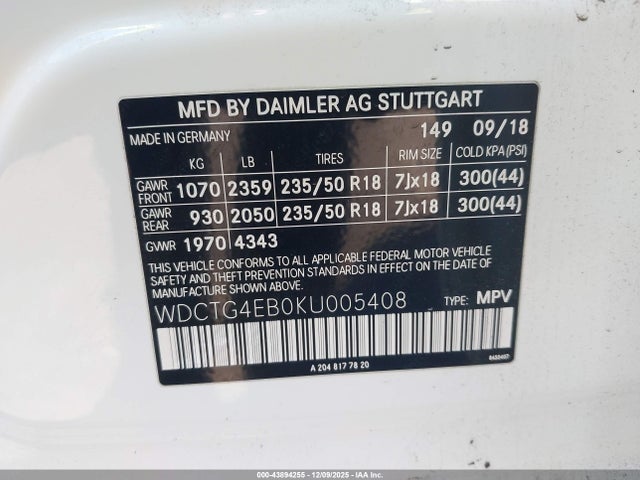 MFD BY DAIMLER AG STUTTGART
MADE IN GERMANY 149 09/18
KG LB TIRES RIM SIZE COLD KPA(PSI)
GAWR FRONT 1070 2359 235/50 R18 7Jx18 300(44)
GAWR REAR 930 2050 235/50 R18 7Jx18 300(44)
GVWR 1970 4343
THIS VEHICLE CONFORMS TO ALL APPLICABLE FEDERAL MOTOR VEHICLE
SAFETY, BUMPER, AND THEFT PREVENTION STANDARDS IN EFFECT ON THE DATE OF
MANUFACTURE SHOWN ABOVE.
WDCTG4EB0KU005408 TYPE: MPV
A 204 817 78 20
000-43894255 - 12/09/2025 - IAA Inc.